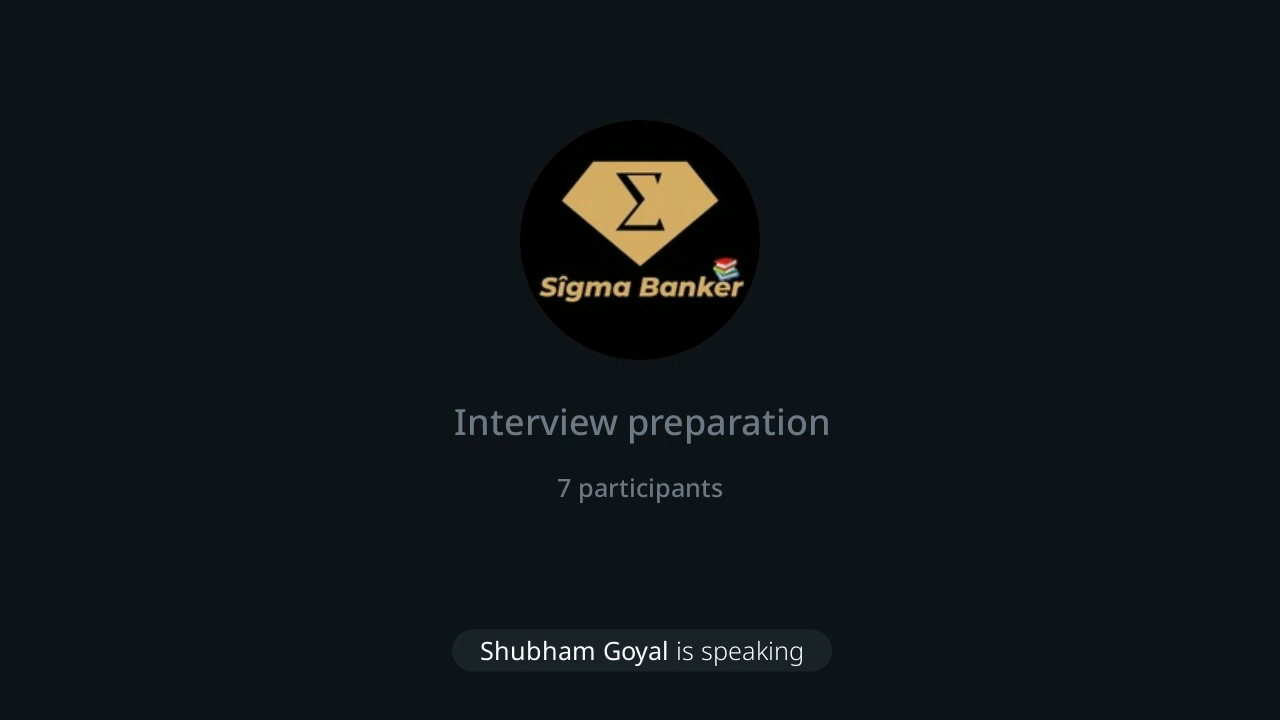 Σ
Sîgma Banker
Interview preparation
7 participants
Shubham Goyal is speaking